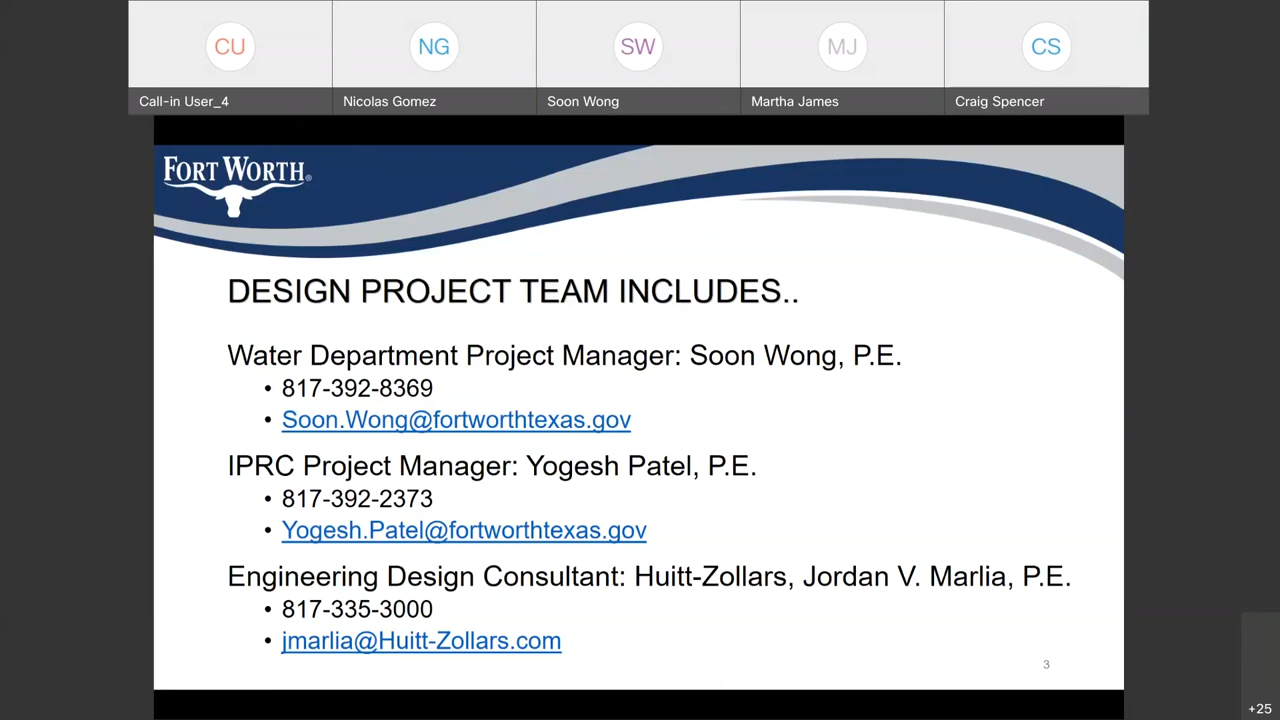 CU
NG
SW
MJ
CS
Call-in User_4
Nicolas Gomez
Soon Wong
Martha James
Craig Spencer
FORT WORTH®
DESIGN PROJECT TEAM INCLUDES..
Water Department Project Manager: Soon Wong, P.E.
• 817-392-8369
• Soon.Wong@fortworthtexas.gov
IPRC Project Manager: Yogesh Patel, P.E.
• 817-392-2373
• Yogesh.Patel@fortworthtexas.gov
Engineering Design Consultant: Huitt-Zollars, Jordan V. Marlia, P.E.
• 817-335-3000
• jmarlia@Huitt-Zollars.com
3
+25